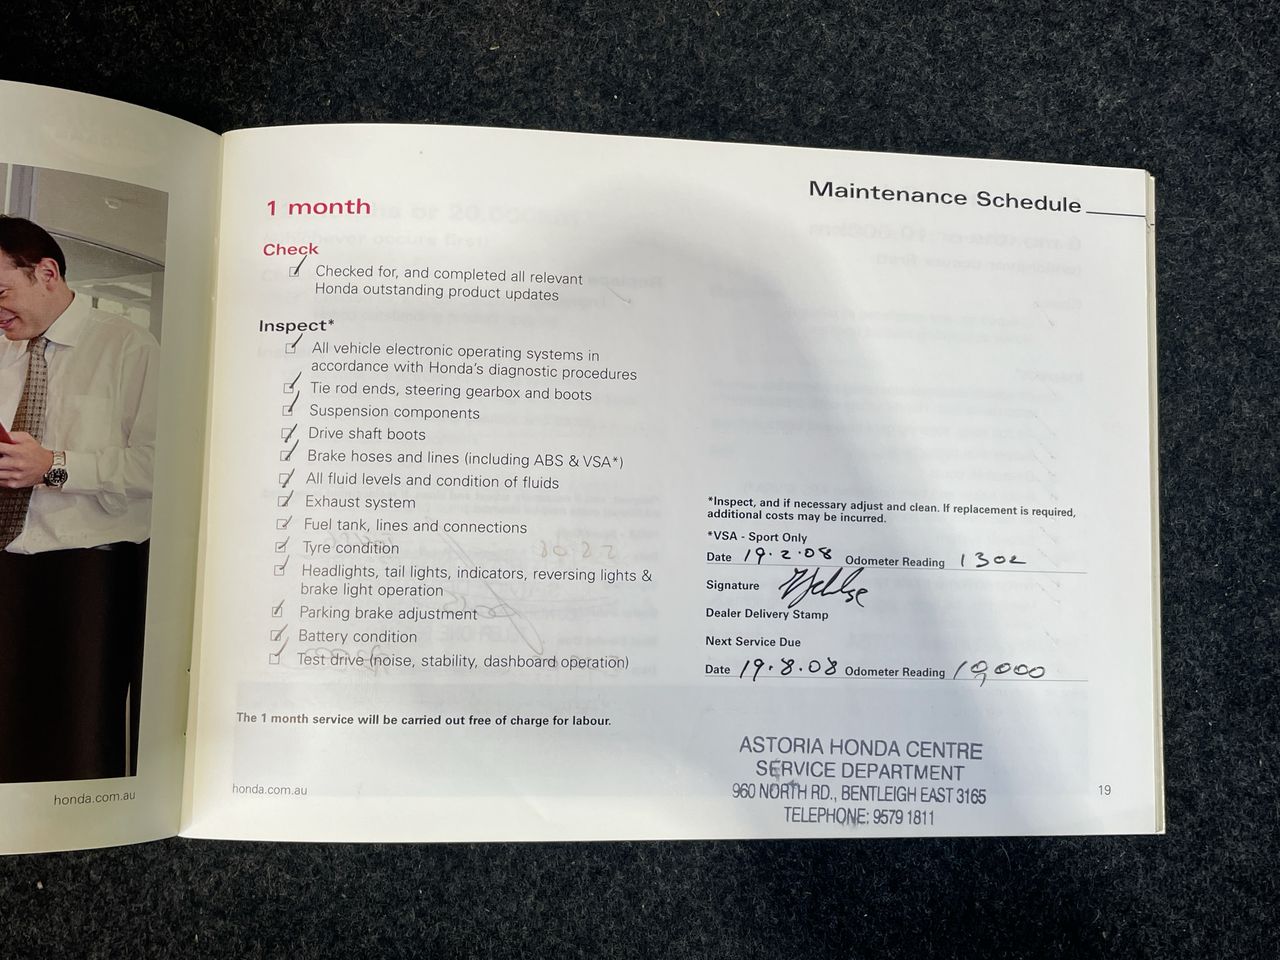 Maintenance Schedule
1 month
Check
Checked for, and completed all relevant
Honda outstanding product updates
Inspect*
All vehicle electronic operating systems in
accordance with Honda's diagnostic procedures
Tie rod ends, steering gearbox and boots
Suspension components
Drive shaft boots
Brake hoses and lines (including ABS & VSA*)
All fluid levels and condition of fluids
Exhaust system
Fuel tank, lines and connections
Tyre condition
Headlights, tail lights, indicators, reversing lights &
brake light operation
Parking brake adjustment
Battery condition
Test drive (noise, stability, dashboard operation)
The 1 month service will be carried out free of charge for labour.
*Inspect, and if necessary adjust and clean. If replacement is required,
additional costs may be incurred.
*VSA - Sport Only
Date 19.2.08 Odometer Reading 1302
Signature
Dealer Delivery Stamp
Next Service Due
Date 19.8.08 Odometer Reading 10,000
ASTORIA HONDA CENTRE
SERVICE DEPARTMENT
960 NORTH RD., BENTLEIGH EAST 3165
TELEPHONE: 9579 1811
honda.com.au
honda.com.au
19